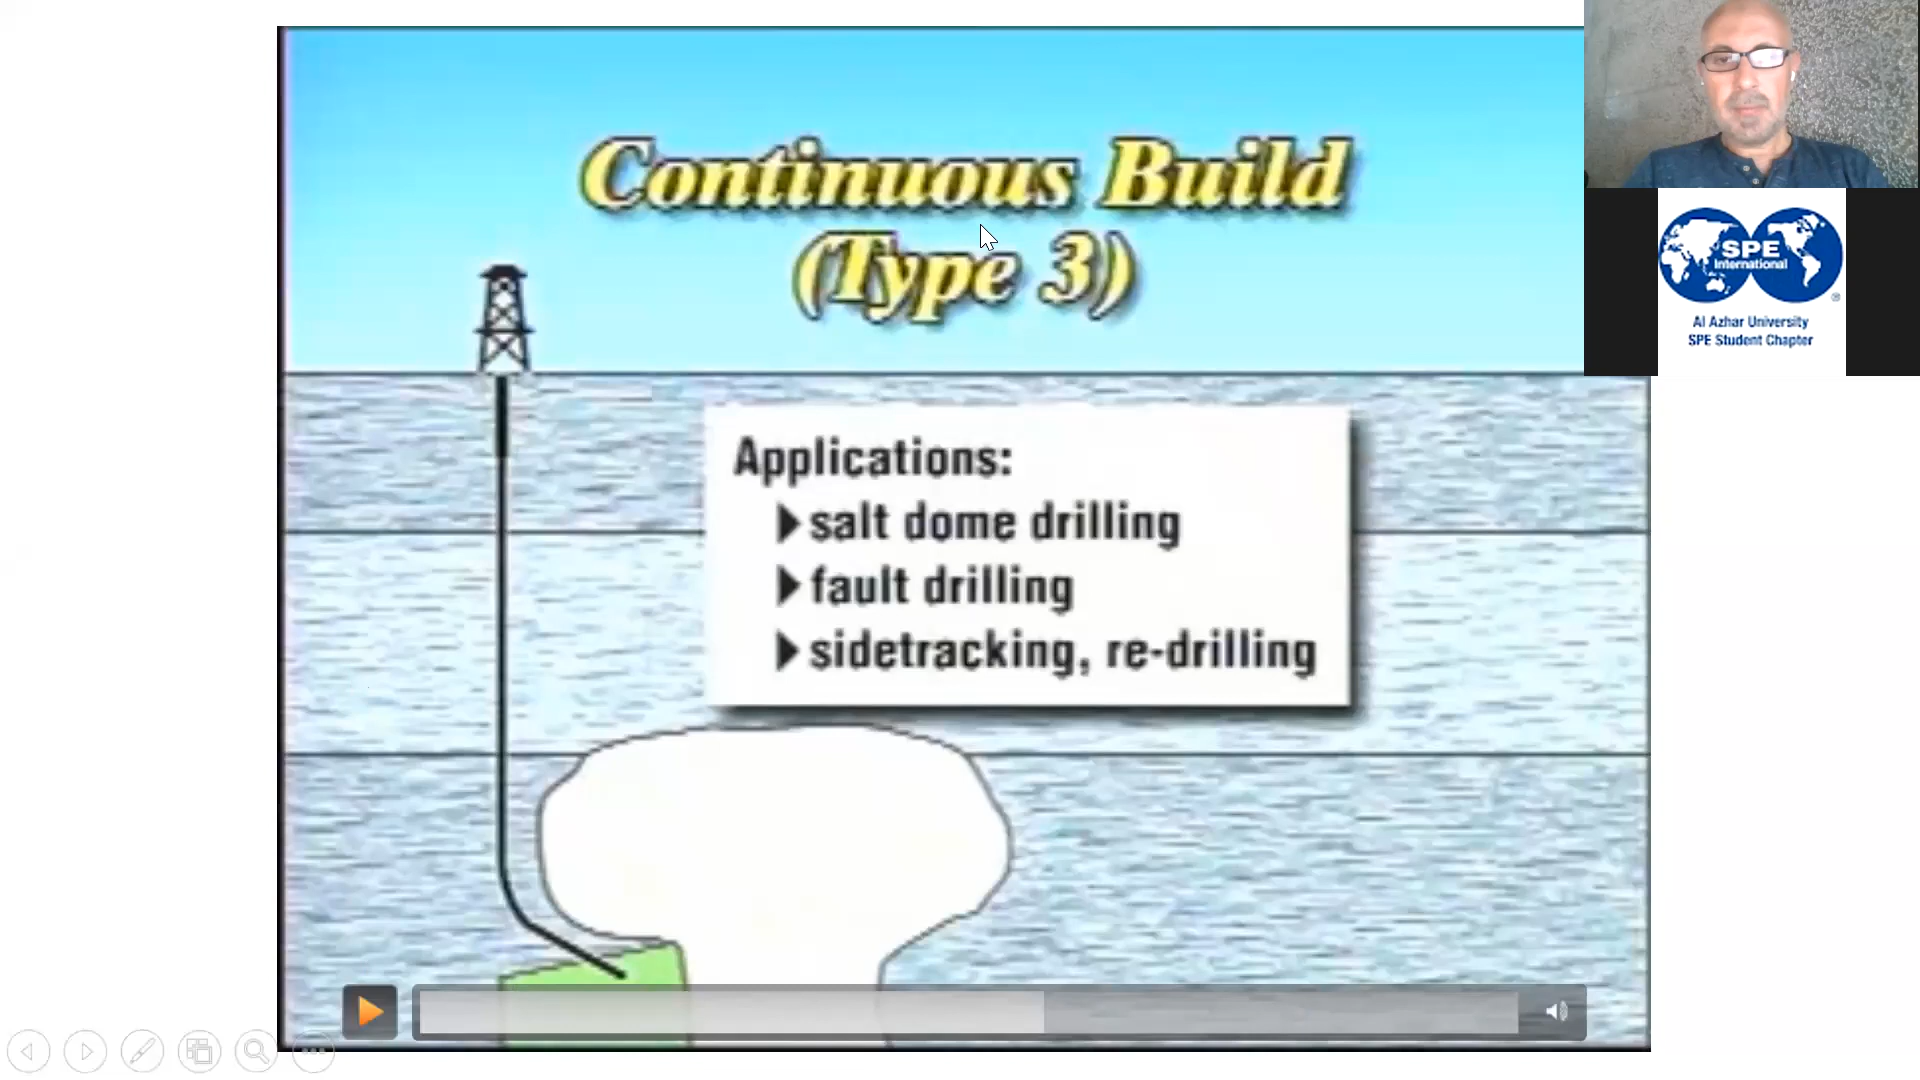 Continuous Build
(Type 3)
Applications:
salt dome drilling
fault drilling
sidetracking, re-drilling
SPE
International
®
Al Azhar University
SPE Student Chapter